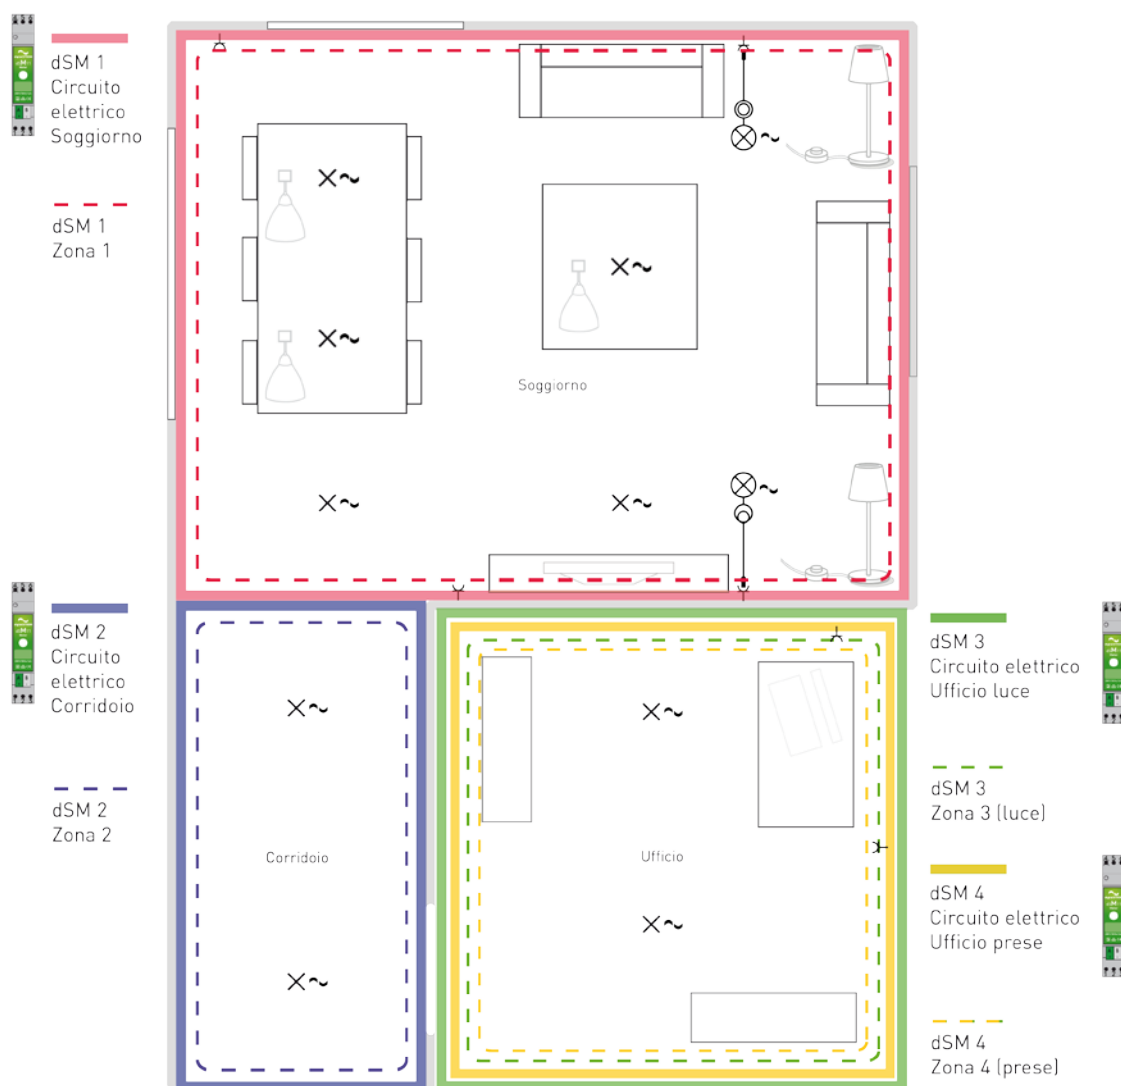 dSM 1
Circuito
elettrico
Soggiorno
dSM 1
Zona 1
Soggiorno
dSM 2
Circuito
elettrico
Corridoio
dSM 2
Zona 2
Corridoio
Ufficio
dSM 3
Circuito elettrico
Ufficio luce
dSM 3
Zona 3 (luce)
dSM 4
Circuito elettrico
Ufficio prese
dSM 4
Zona 4 (prese)